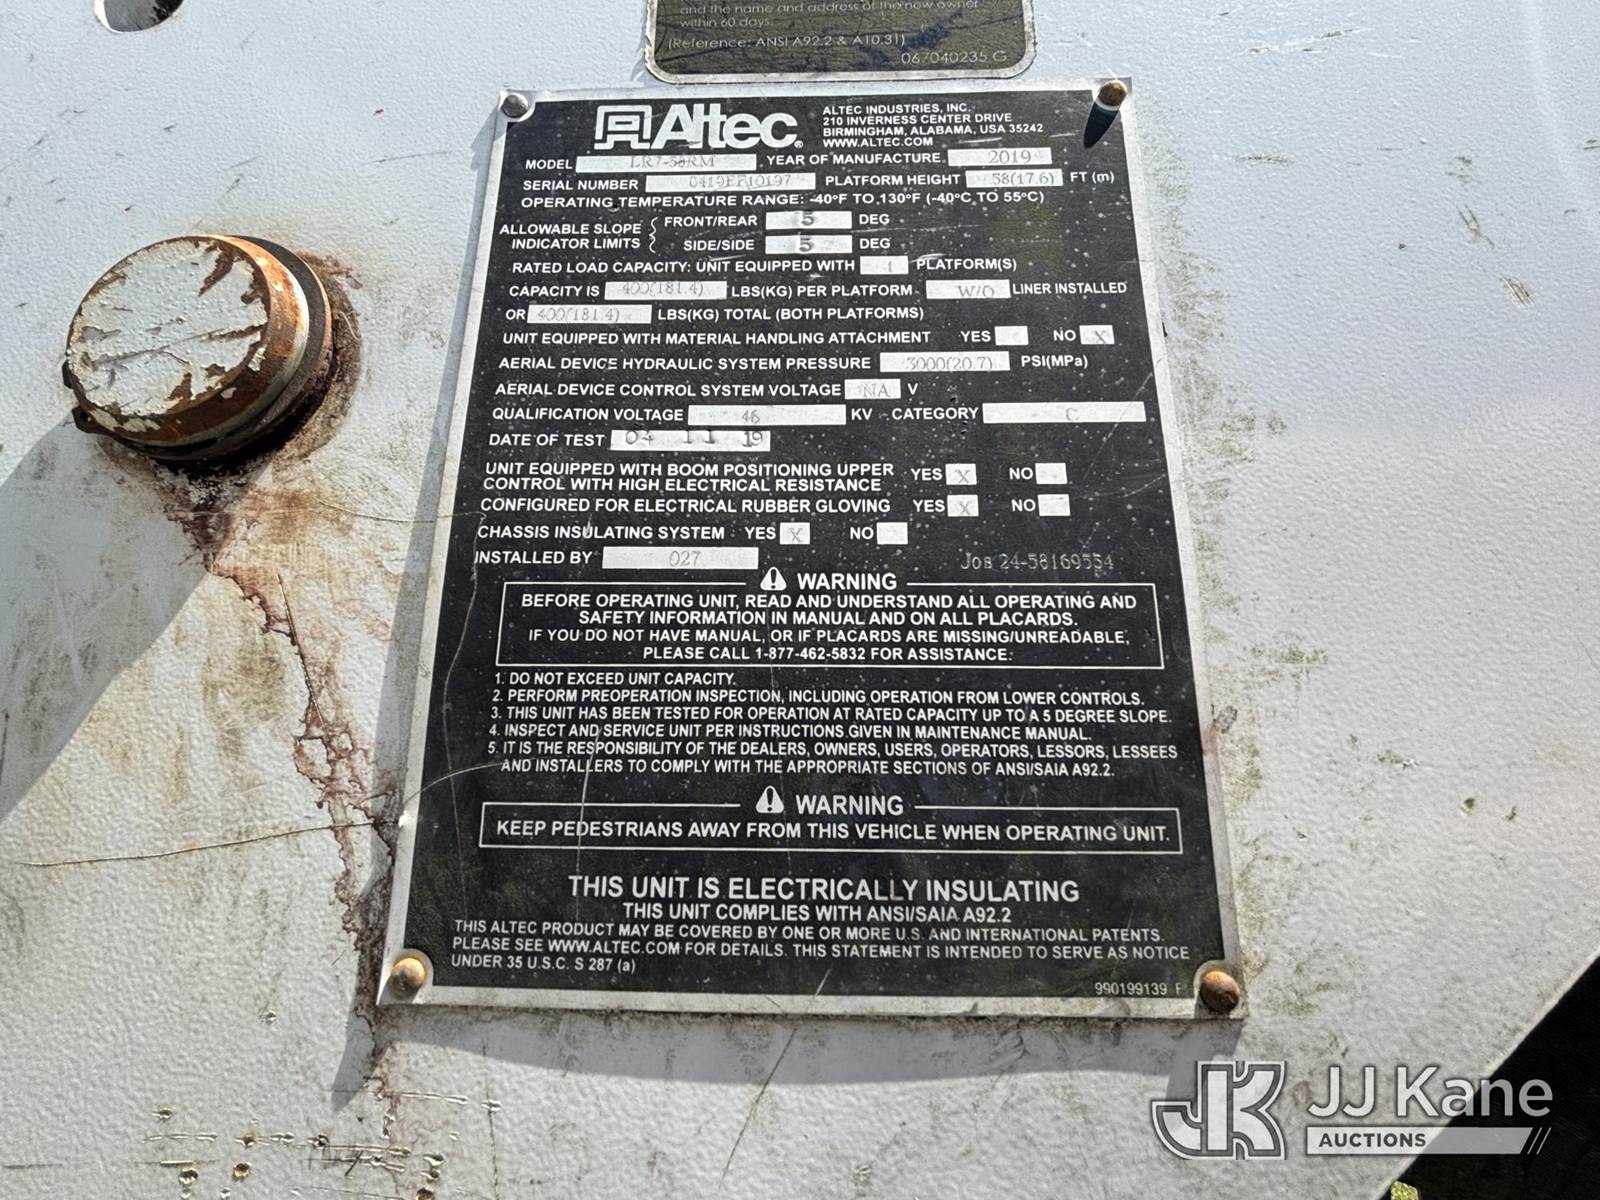 and the name and address of the new owner
within 60 days.
(Reference: ANSI A92.2 & A10.31)
067040235 G
Altec®
ALTEC INDUSTRIES, INC.
210 INVERNESS CENTER DRIVE
BIRMINGHAM, ALABAMA, USA 35242
WWW.ALTEC.COM
MODEL LR7-58RM YEAR OF MANUFACTURE 2019
SERIAL NUMBER PLATFORM HEIGHT 58(17.6) FT (m)
OPERATING TEMPERATURE RANGE: -40°F TO 130°F (-40°C TO 55°C)
ALLOWABLE SLOPE INDICATOR LIMITS { FRONT/REAR 5 DEG
SIDE/SIDE 5 DEG
RATED LOAD CAPACITY: UNIT EQUIPPED WITH 1 PLATFORM(S)
CAPACITY IS 400(181.4) LBS(KG) PER PLATFORM W/O LINER INSTALLED
OR 400(181.4) LBS(KG) TOTAL (BOTH PLATFORMS)
UNIT EQUIPPED WITH MATERIAL HANDLING ATTACHMENT YES NO X
AERIAL DEVICE HYDRAULIC SYSTEM PRESSURE 3000(20.7) PSI(MPa)
AERIAL DEVICE CONTROL SYSTEM VOLTAGE NA V
QUALIFICATION VOLTAGE 46 KV - CATEGORY C
DATE OF TEST 04 11 19
UNIT EQUIPPED WITH BOOM POSITIONING UPPER
CONTROL WITH HIGH ELECTRICAL RESISTANCE YES X NO
CONFIGURED FOR ELECTRICAL RUBBER GLOVING YES X NO
CHASSIS INSULATING SYSTEM YES X NO
INSTALLED BY 027 JOB 24-58169554
WARNING
BEFORE OPERATING UNIT, READ AND UNDERSTAND ALL OPERATING AND
SAFETY INFORMATION IN MANUAL AND ON ALL PLACARDS.
IF YOU DO NOT HAVE MANUAL, OR IF PLACARDS ARE MISSING/UNREADABLE,
PLEASE CALL 1-877-462-5832 FOR ASSISTANCE.
1. DO NOT EXCEED UNIT CAPACITY.
2. PERFORM PREOPERATION INSPECTION, INCLUDING OPERATION FROM LOWER CONTROLS.
3. THIS UNIT HAS BEEN TESTED FOR OPERATION AT RATED CAPACITY UP TO A 5 DEGREE SLOPE.
4. INSPECT AND SERVICE UNIT PER INSTRUCTIONS GIVEN IN MAINTENANCE MANUAL.
5. IT IS THE RESPONSIBILITY OF THE DEALERS, OWNERS, USERS, OPERATORS, LESSORS, LESSEES
AND INSTALLERS TO COMPLY WITH THE APPROPRIATE SECTIONS OF ANSI/SAIA A92.2.
WARNING
KEEP PEDESTRIANS AWAY FROM THIS VEHICLE WHEN OPERATING UNIT.
THIS UNIT IS ELECTRICALLY INSULATING
THIS UNIT COMPLIES WITH ANSI/SAIA A92.2
THIS ALTEC PRODUCT MAY BE COVERED BY ONE OR MORE U.S. AND INTERNATIONAL PATENTS.
PLEASE SEE WWW.ALTEC.COM FOR DETAILS. THIS STATEMENT IS INTENDED TO SERVE AS NOTICE
UNDER 35 U.S.C. S 287 (a)
990199139 F
JK JJ Kane
AUCTIONS